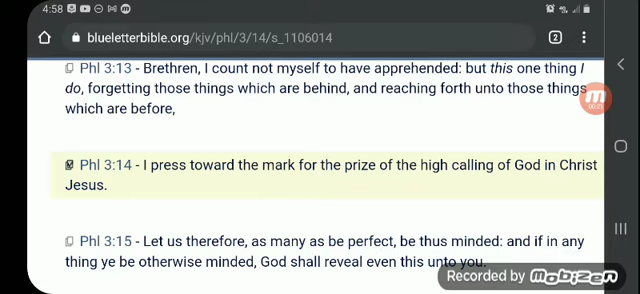 4:58
blueletterbible.org/kjv/phl/3/14/s_1106014
2
Phl 3:13 - Brethren, I count not myself to have apprehended: but this one thing I
do, forgetting those things which are behind, and reaching forth unto those things
which are before,
00:21
Phl 3:14 - I press toward the mark for the prize of the high calling of God in Christ
Jesus.
Phl 3:15 - Let us therefore, as many as be perfect, be thus minded: and if in any
thing ye be otherwise minded, God shall reveal even this unto you.
Recorded by Mobizen